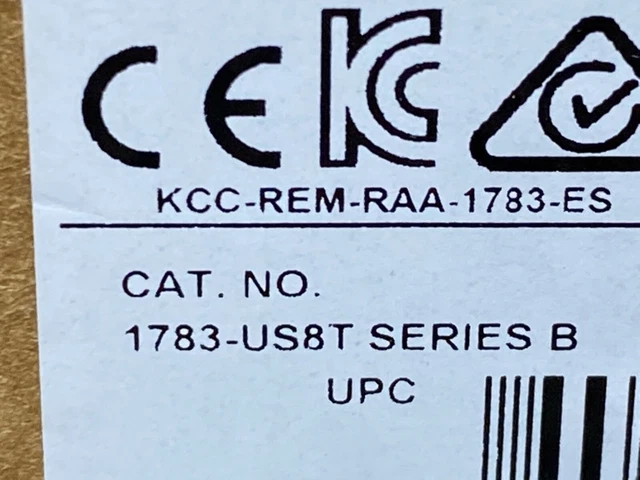 KCC-REM-RAA-1783-ES
CAT. NO.
1783-US8T SERIES B
UPC